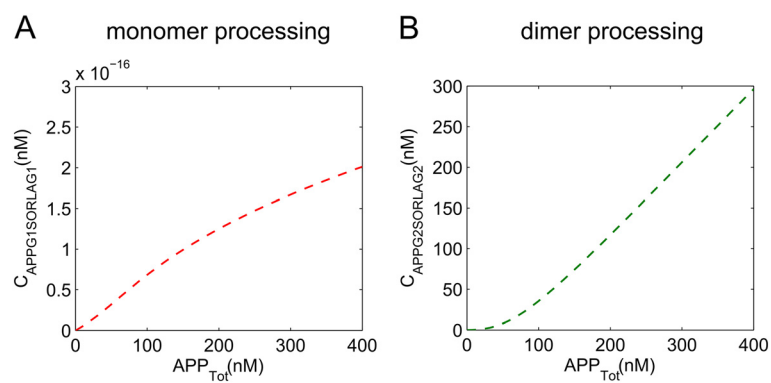 A monomer processing
x 10⁻¹⁶
3
2.5
2
1.5
1
0.5
0
0 100 200 300 400
C_APPG1SORLAG1(nM)
APP_Tot(nM)
B dimer processing
300
250
200
150
100
50
0
0 100 200 300 400
C_APPG2SORLAG2(nM)
APP_Tot(nM)